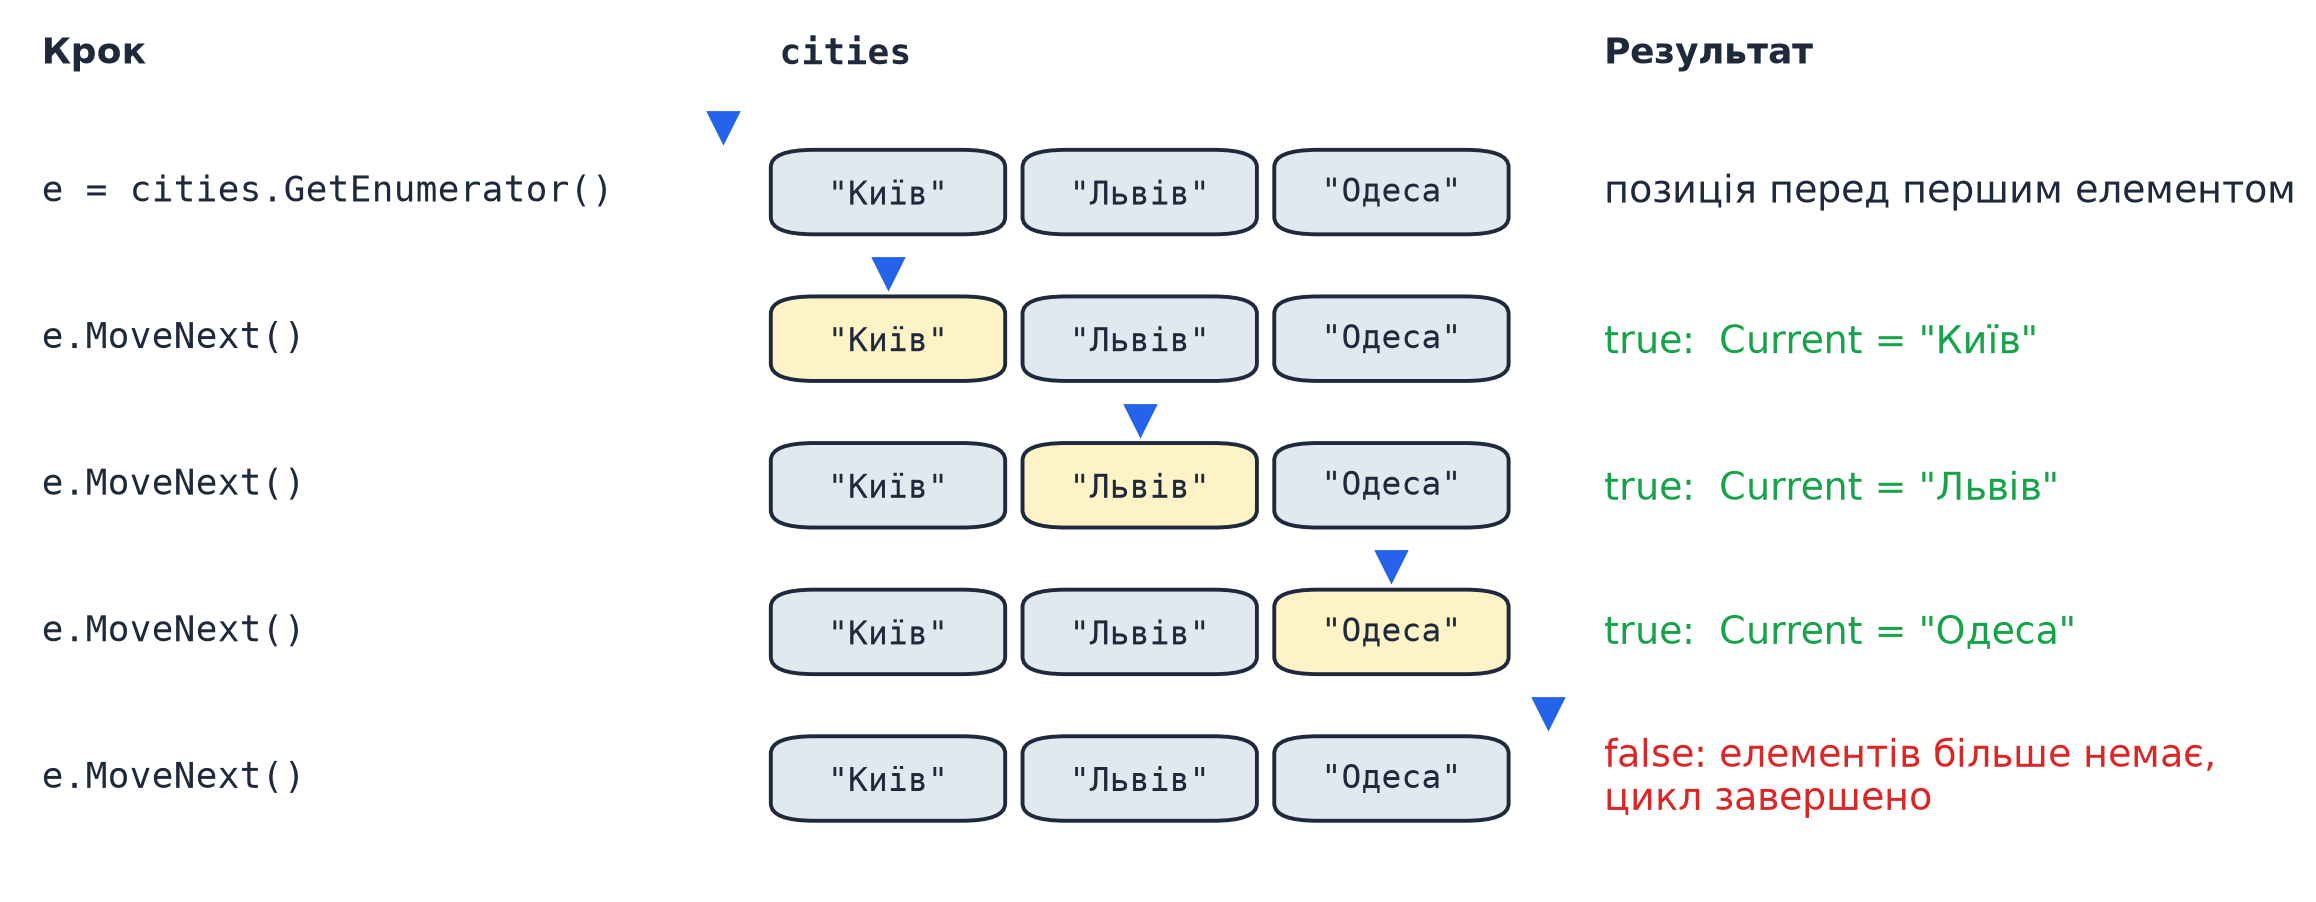 Крок cities Результат
e = cities.GetEnumerator() "Київ" "Львів" "Одеса" позиція перед першим елементом
e.MoveNext() "Київ" "Львів" "Одеса" true: Current = "Київ"
e.MoveNext() "Київ" "Львів" "Одеса" true: Current = "Львів"
e.MoveNext() "Київ" "Львів" "Одеса" true: Current = "Одеса"
e.MoveNext() "Київ" "Львів" "Одеса" false: елементів більше немає,
цикл завершено